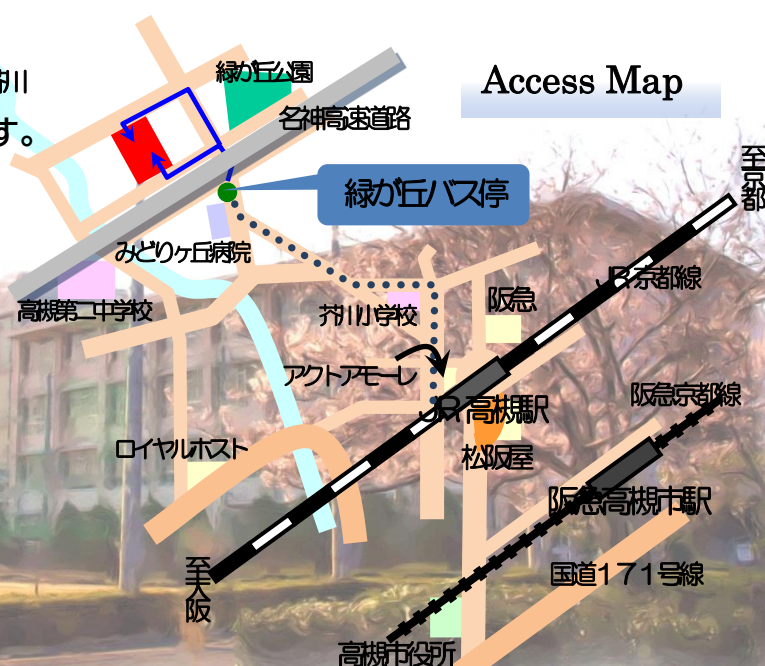 芥川
す。
緑が丘公園
Access Map
名神高速道路
至京都
緑が丘バス停
みどりヶ丘病院
JR京都線
高槻第二中学校
芥川小学校
阪急
アクトアモーレ
阪急京都線
JR高槻駅
ロイヤルホスト
松阪屋
阪急高槻市駅
至大阪
国道171号線
高槻市役所